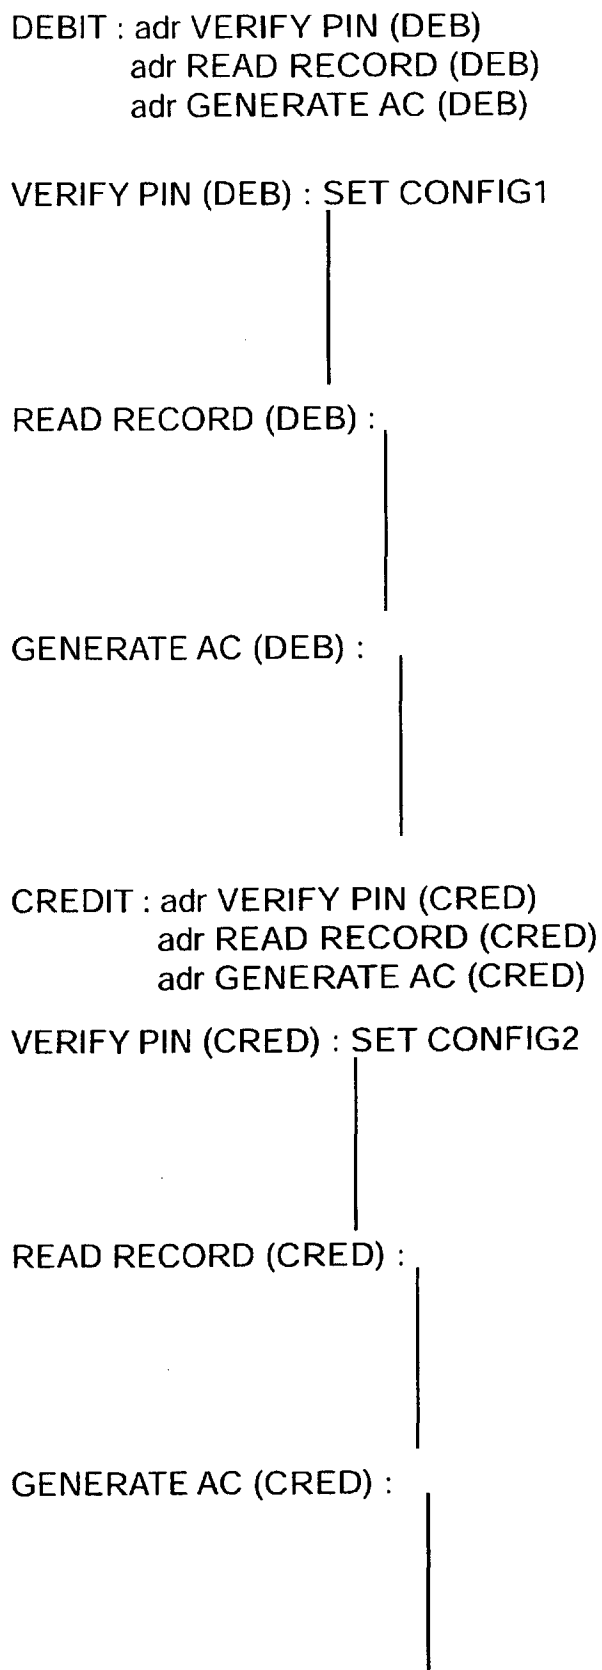 DEBIT : adr VERIFY PIN (DEB)
adr READ RECORD (DEB)
adr GENERATE AC (DEB)
VERIFY PIN (DEB) : SET CONFIG1
READ RECORD (DEB) :
GENERATE AC (DEB) :
CREDIT : adr VERIFY PIN (CRED)
adr READ RECORD (CRED)
adr GENERATE AC (CRED)
VERIFY PIN (CRED) : SET CONFIG2
READ RECORD (CRED) :
GENERATE AC (CRED) :